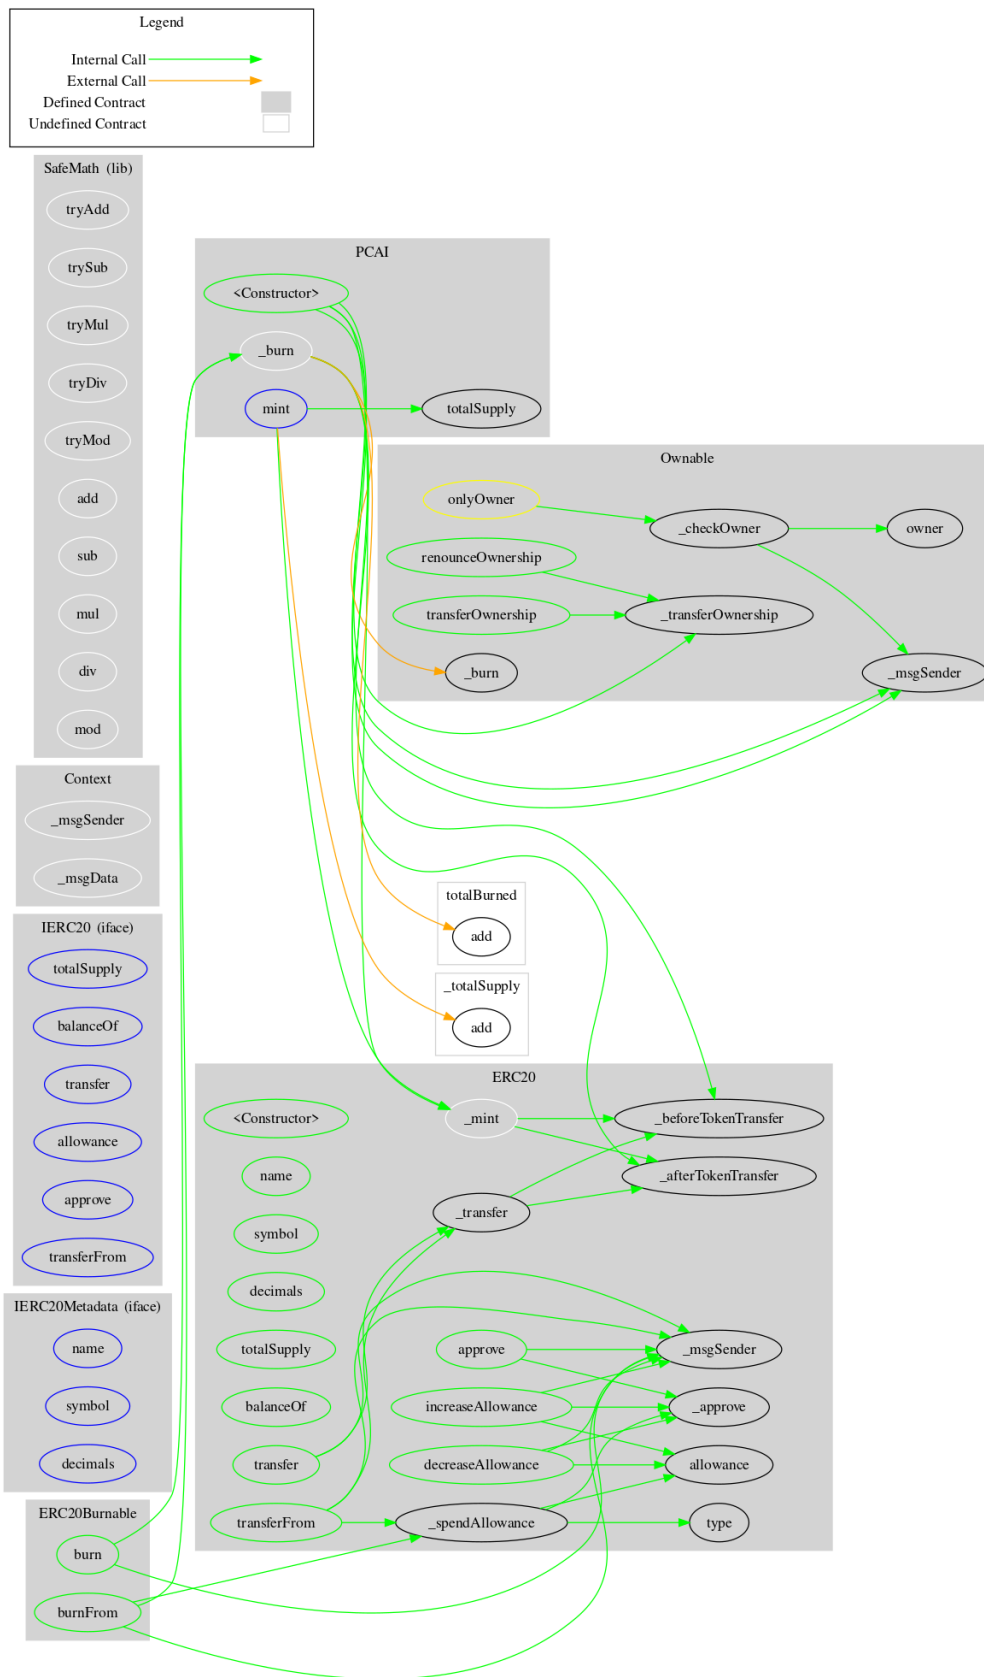 Legend
Internal Call
External Call
Defined Contract
Undefined Contract
SafeMath (lib)
tryAdd
trySub
tryMul
tryDiv
tryMod
add
sub
mul
div
mod
Context
_msgSender
_msgData
IERC20 (iface)
totalSupply
balanceOf
transfer
allowance
approve
transferFrom
IERC20Metadata (iface)
name
symbol
decimals
ERC20Burnable
burn
burnFrom
PCAI
<Constructor>
_burn
mint
totalSupply
Ownable
onlyOwner
_checkOwner
owner
renounceOwnership
transferOwnership
_transferOwnership
_burn
_msgSender
totalBurned
add
_totalSupply
add
ERC20
<Constructor>
_mint
_beforeTokenTransfer
name
_afterTokenTransfer
_transfer
symbol
decimals
totalSupply
approve
_msgSender
balanceOf
increaseAllowance
_approve
transfer
decreaseAllowance
allowance
transferFrom
_spendAllowance
type